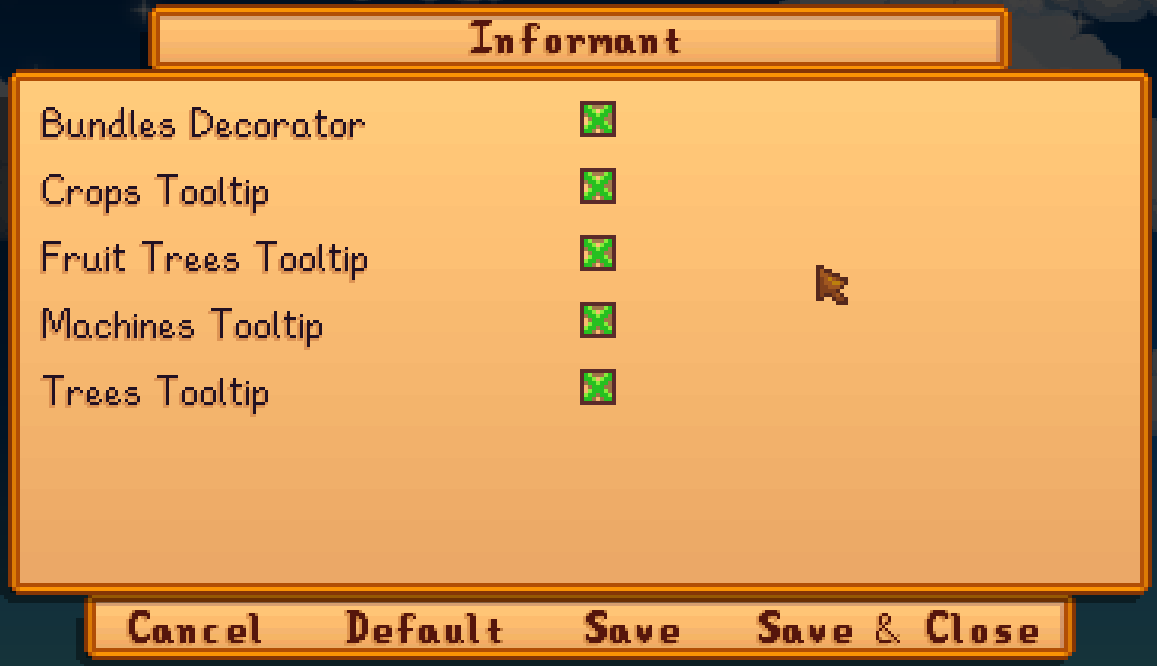 Informant
Bundles Decorator
Crops Tooltip
Fruit Trees Tooltip
Machines Tooltip
Trees Tooltip
Cancel Default Save Save & Close